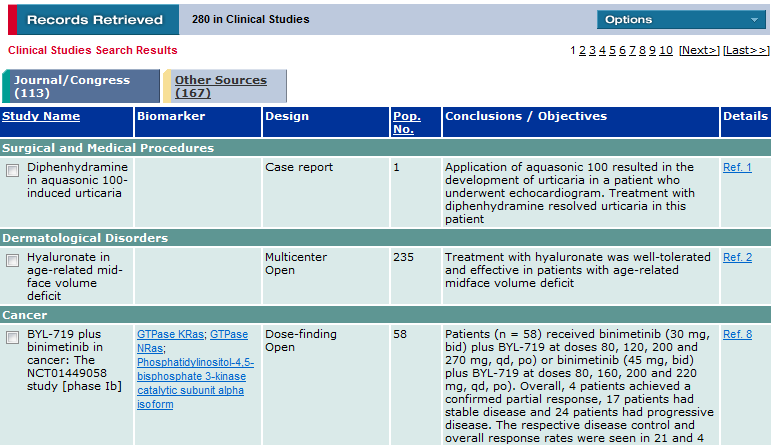 Records Retrieved
280 in Clinical Studies
Options
Clinical Studies Search Results
1 2 3 4 5 6 7 8 9 10 [Next>] [Last>>]
Journal/Congress
(113)
Other Sources
(167)
Study Name
Biomarker
Design
Pop.
No.
Conclusions / Objectives
Details
Surgical and Medical Procedures
Diphenhydramine
in aquasonic 100-
induced urticaria
Case report
1
Application of aquasonic 100 resulted in the
development of urticaria in a patient who
underwent echocardiogram. Treatment with
diphenhydramine resolved urticaria in this
patient
Ref. 1
Dermatological Disorders
Hyaluronate in
age-related mid-
face volume
deficit
Multicenter
Open
235
Treatment with hyaluronate was well-tolerated
and effective in patients with age-related
midface volume deficit
Ref. 2
Cancer
BYL-719 plus
binimetinib in
cancer: The
NCT01449058
study [phase Ib]
GTPase KRas; GTPase
NRas;
Phosphatidylinositol-4,5-
bisphosphate 3-kinase
catalytic subunit alpha
isoform
Dose-finding
Open
58
Patients (n = 58) received binimetinib (30 mg,
bid) plus BYL-719 at doses 80, 120, 200 and
270 mg, qd, po) or binimetinib (45 mg, bid)
plus BYL-719 at doses 80, 160, 200 and 220
mg, qd, po). Overall, 4 patients achieved a
confirmed partial response, 17 patients had
stable disease and 24 patients had progressive
disease. The respective disease control and
overall response rates were seen in 21 and 4
Ref. 8